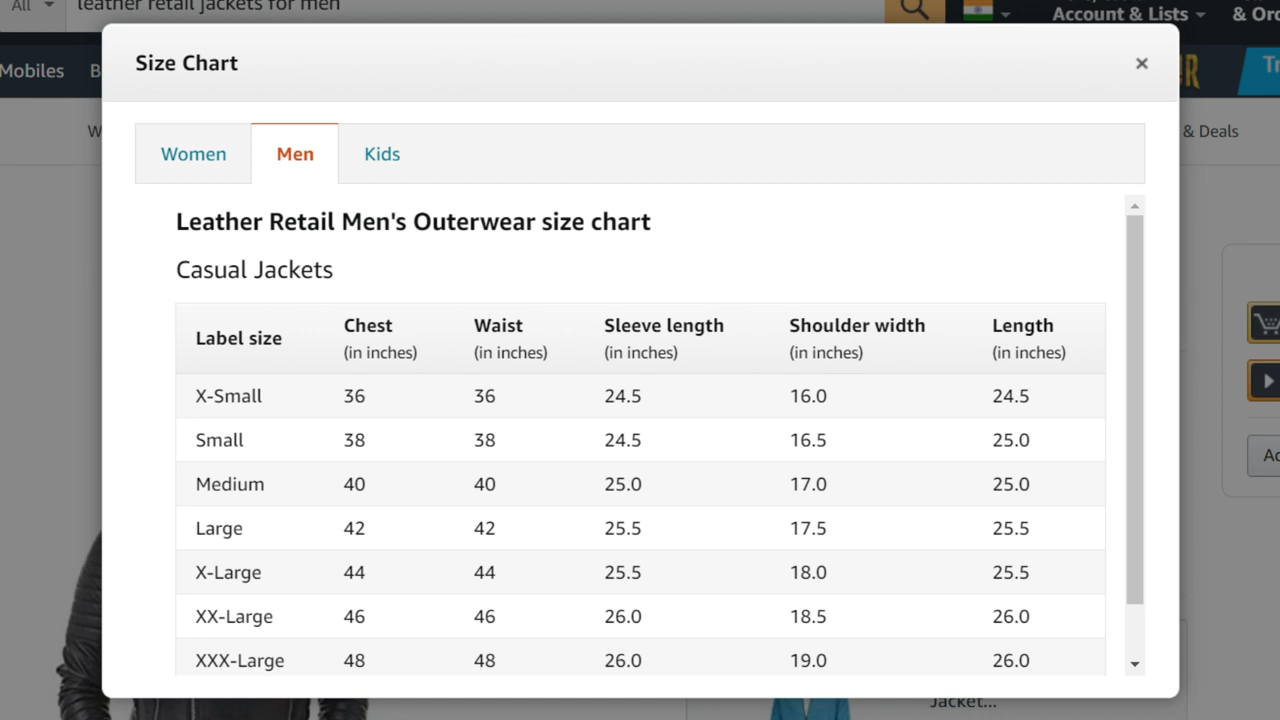 All
leather retail jackets for men
Account & Lists
Mobiles
Size Chart
& Deals
Women Men Kids
Leather Retail Men's Outerwear size chart
Casual Jackets
Label size Chest (in inches) Waist (in inches) Sleeve length (in inches) Shoulder width (in inches) Length (in inches)
X-Small 36 36 24.5 16.0 24.5
Small 38 38 24.5 16.5 25.0
Medium 40 40 25.0 17.0 25.0
Large 42 42 25.5 17.5 25.5
X-Large 44 44 25.5 18.0 25.5
XX-Large 46 46 26.0 18.5 26.0
XXX-Large 48 48 26.0 19.0 26.0
Jacket...